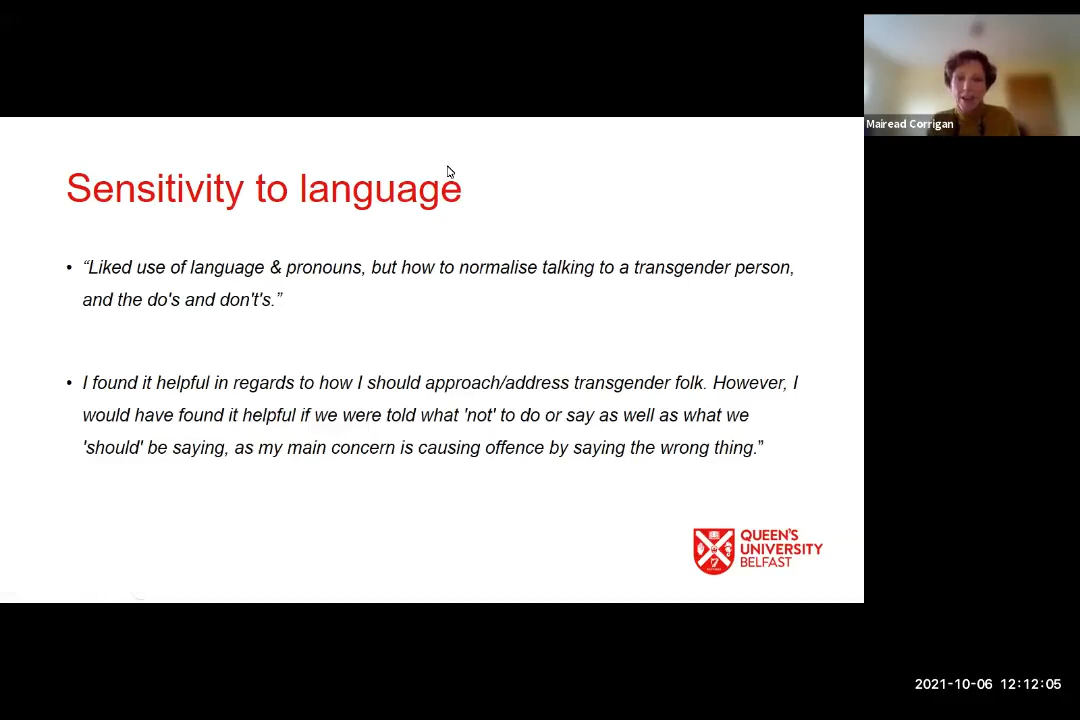 Mairead Corrigan
Sensitivity to language
• “Liked use of language & pronouns, but how to normalise talking to a transgender person,
and the do's and don't's.”
• I found it helpful in regards to how I should approach/address transgender folk. However, I
would have found it helpful if we were told what 'not' to do or say as well as what we
'should' be saying, as my main concern is causing offence by saying the wrong thing.”
QUEEN'S
UNIVERSITY
BELFAST
2021-10-06 12:12:05